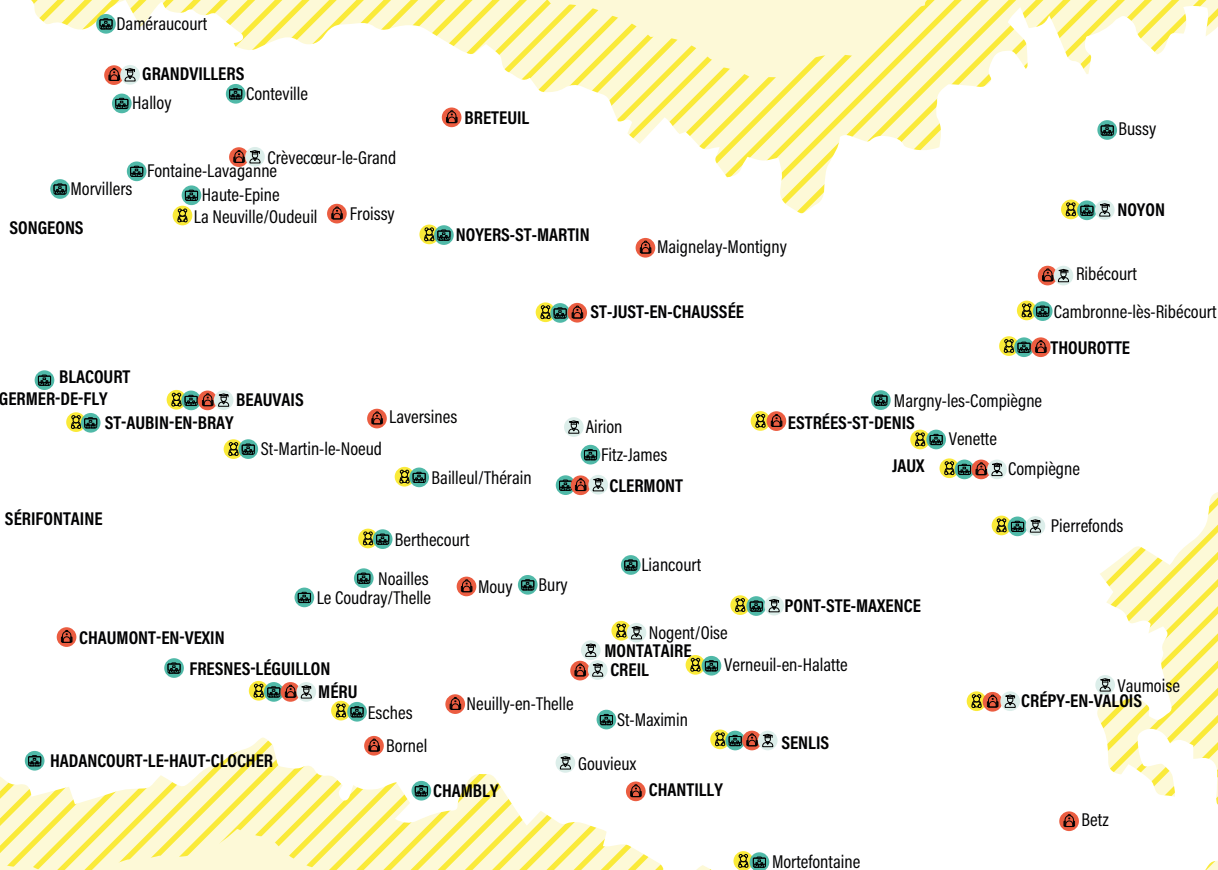 Daméraucourt
GRANDVILLERS
Conteville
Halloy
BRETEUIL
Bussy
Crèvecœur-le-Grand
Fontaine-Lavaganne
Morvillers
Haute-Epine
La Neuville/Oudeuil
Froissy
NOYON
SONGEONS
NOYERS-ST-MARTIN
Maignelay-Montigny
Ribécourt
ST-JUST-EN-CHAUSSÉE
Cambronne-lès-Ribécourt
THOUROTTE
BLACOURT
GERMER-DE-FLY
BEAUVAIS
Margny-les-Compiègne
ST-AUBIN-EN-BRAY
Laversines
Airion
ESTRÉES-ST-DENIS
Venette
St-Martin-le-Noeud
Fitz-James
JAUX
Compiègne
Bailleul/Thérain
CLERMONT
SÉRIFONTAINE
Pierrefonds
Berthecourt
Liancourt
Noailles
Mouy
Bury
Le Coudray/Thelle
PONT-STE-MAXENCE
CHAUMONT-EN-VEXIN
Nogent/Oise
MONTATAIRE
FRESNES-LÉGUILLON
CREIL
Verneuil-en-Halatte
MÉRU
Vaumoise
CRÉPY-EN-VALOIS
Neuilly-en-Thelle
Esches
St-Maximin
Bornel
SENLIS
HADANCOURT-LE-HAUT-CLOCHER
Gouvieux
CHAMBLY
CHANTILLY
Betz
Mortefontaine